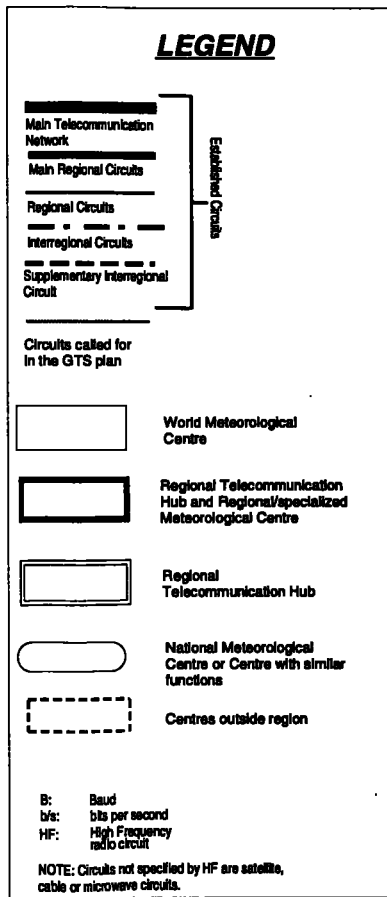 LEGEND
Main Telecommunication
Network
Main Regional Circuits
Regional Circuits
Interregional Circuits
Supplementary Interregional
Circuit
Established Circuits
Circuits called for
in the GTS plan
World Meteorological
Centre
Regional Telecommunication
Hub and Regional/specialized
Meteorological Centre
Regional
Telecommunication Hub
National Meteorological
Centre or Centre with similar
functions
Centres outside region
B: Baud
b/s: bits per second
HF: High Frequency
radio circuit
NOTE: Circuits not specified by HF are satellite,
cable or microwave circuits.